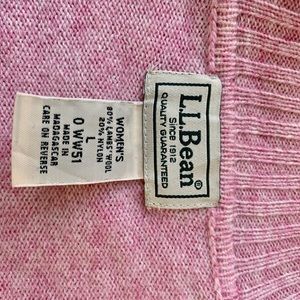 L.L.Bean®
Since 1912
QUALITY GUARANTEED
WOMEN'S
80% LAMBS' WOOL
20% NYLON
L
0 WW51
MADE IN
MADAGASCAR
CARE ON REVERSE